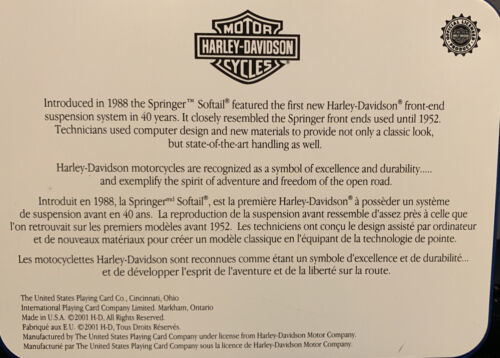 MOTOR
HARLEY-DAVIDSON
CYCLES
Introduced in 1988 the Springer™ Softail® featured the first new Harley-Davidson® front-end
suspension system in 40 years. It closely resembled the Springer front ends used until 1952.
Technicians used computer design and new materials to provide not only a classic look,
but state-of-the-art handling as well.
Harley-Davidson motorcycles are recognized as a symbol of excellence and durability.....
and exemplify the spirit of adventure and freedom of the open road.
Introduit en 1988, la Springerᵐᵈ Softail®, est la première Harley-Davidson® à possèder un système
de suspension avant en 40 ans. La reproduction de la suspension avant ressemble d'assez près à celle que
l'on retrouvait sur les premiers modèles avant 1952. Les techniciens ont conçu le design assisté par ordinateur
et de nouveaux matériaux pour créer un modèle classique en l'équipant de la technologie de pointe.
Les motocyclettes Harley-Davidson sont reconnues comme étant un symbole d'excellence et de durabilité...
et de développer l'esprit de l'aventure et de la liberté sur la route.
The United States Playing Card Co., Cincinnati, Ohio
International Playing Card Company Limited. Markham, Ontario
Made in U.S.A. ©2001 H-D, All Rights Reserved.
Fabriqué aux E.U. ©2001 H-D, Tous Droits Réservés.
Manufactured by The United States Playing Card Company under license from Harley-Davidson Motor Company.
Manufacturé par The United States Playing Card Company sous la licence de Harley-Davidson Motor Company.